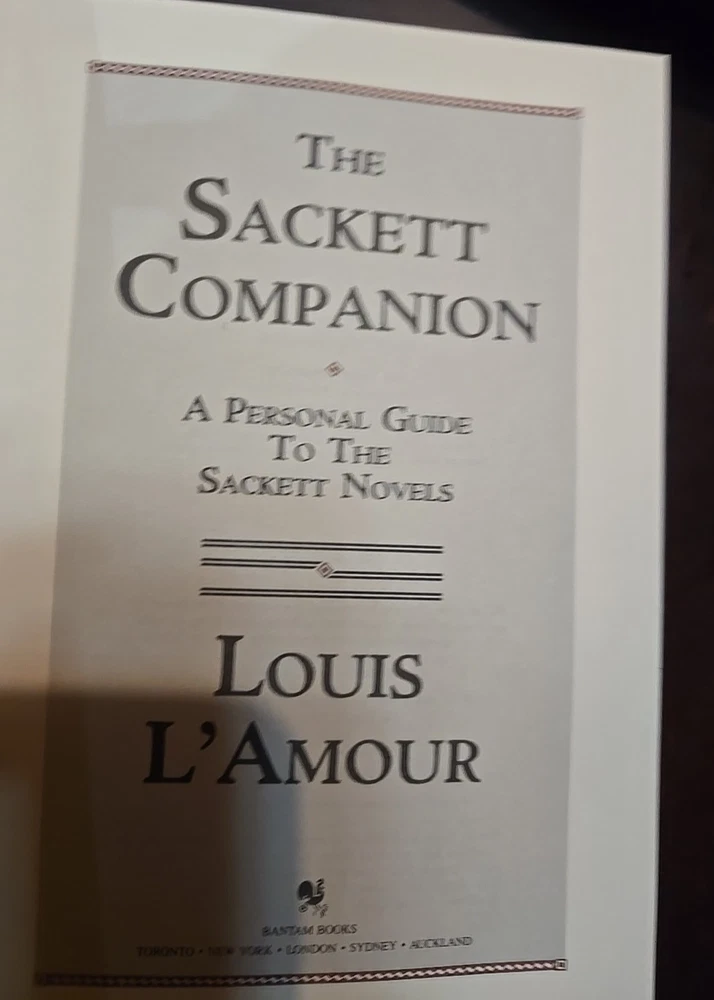 THE
SACKETT
COMPANION
A PERSONAL GUIDE
TO THE
SACKETT NOVELS
LOUIS
L'AMOUR
BANTAM BOOKS
TORONTO • NEW YORK • LONDON • SYDNEY • AUCKLAND